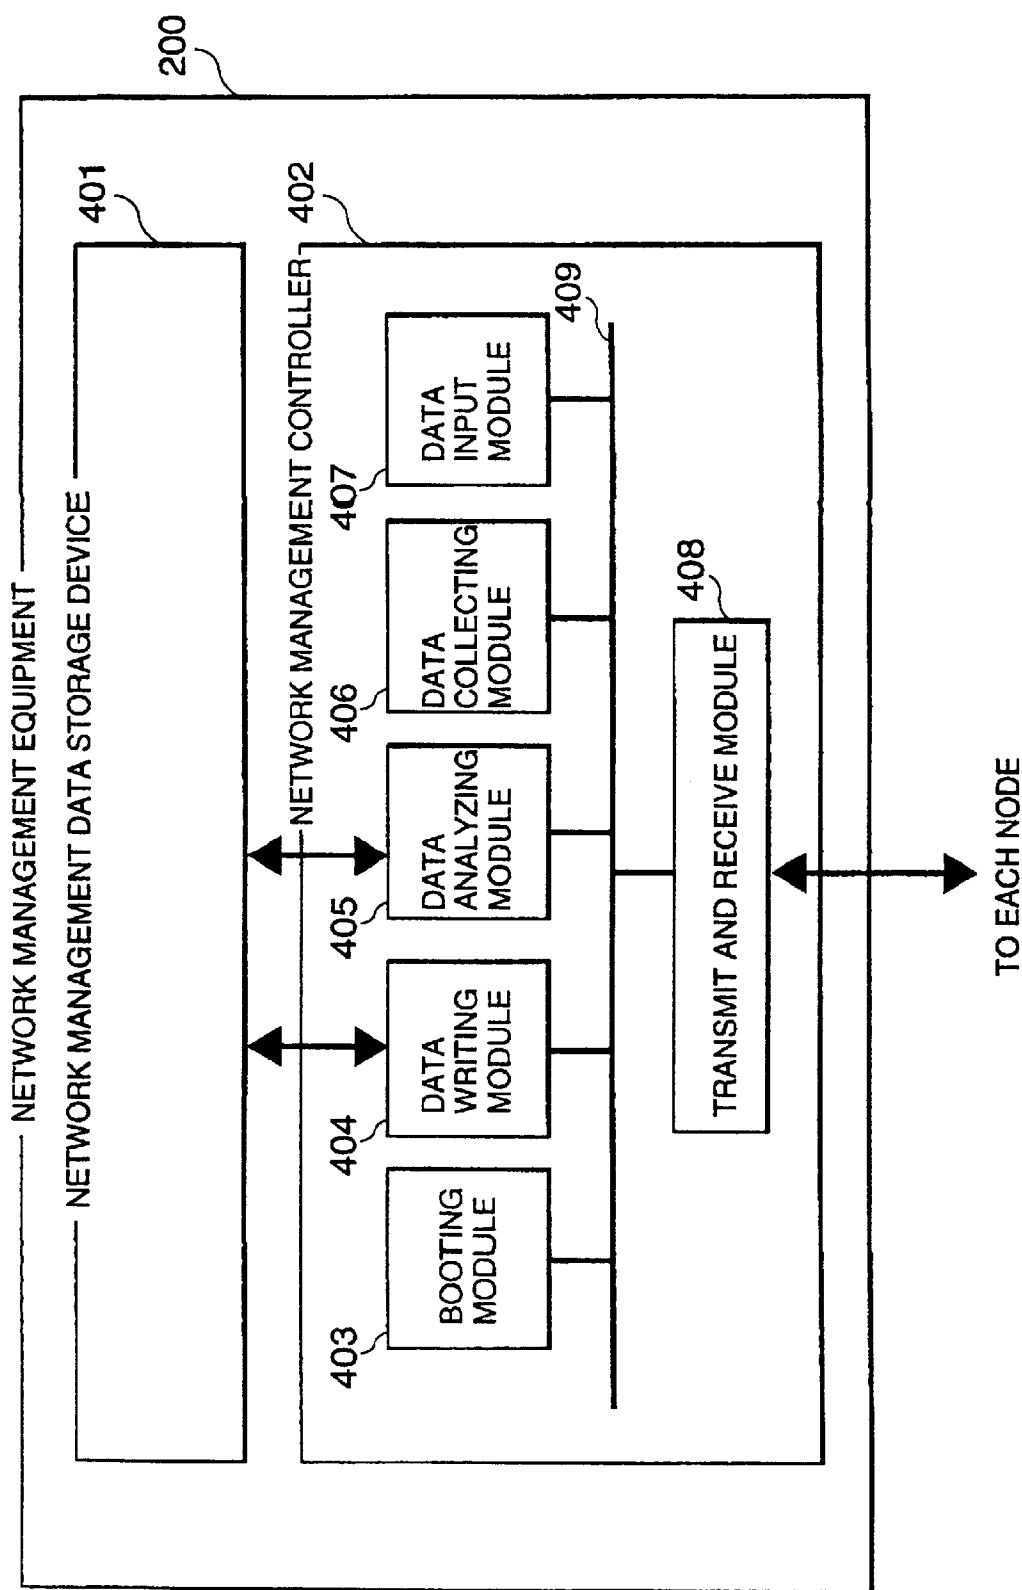 NETWORK MANAGEMENT EQUIPMENT
200
NETWORK MANAGEMENT DATA STORAGE DEVICE
401
NETWORK MANAGEMENT CONTROLLER
402
403
BOOTING
MODULE
404
DATA
WRITING
MODULE
405
DATA
ANALYZING
MODULE
406
DATA
COLLECTING
MODULE
407
DATA
INPUT
MODULE
409
408
TRANSMIT AND RECEIVE MODULE
TO EACH NODE